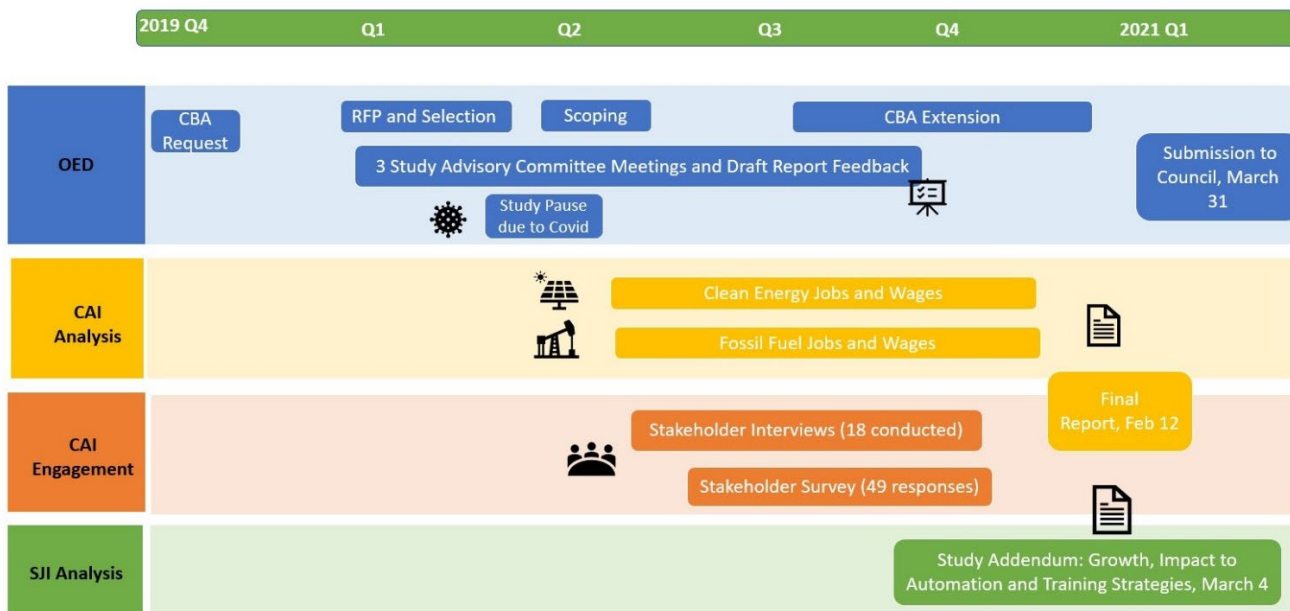 2019 Q4 Q1 Q2 Q3 Q4 2021 Q1
OED
CBA
Request
RFP and Selection
Scoping
CBA Extension
3 Study Advisory Committee Meetings and Draft Report Feedback
Study Pause
due to Covid
Submission to
Council, March
31
CAI
Analysis
Clean Energy Jobs and Wages
Fossil Fuel Jobs and Wages
Final
Report, Feb 12
CAI
Engagement
Stakeholder Interviews (18 conducted)
Stakeholder Survey (49 responses)
SJI Analysis
Study Addendum: Growth, Impact to
Automation and Training Strategies, March 4